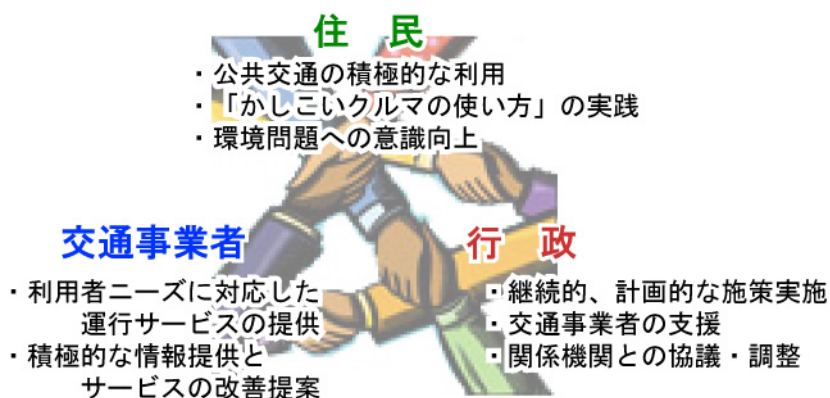 住　民
・公共交通の積極的な利用
・「かしこいクルマの使い方」の実践
・環境問題への意識向上
交通事業者
・利用者ニーズに対応した
運行サービスの提供
・積極的な情報提供と
サービスの改善提案
行　政
・継続的、計画的な施策実施
・交通事業者の支援
・関係機関との協議・調整